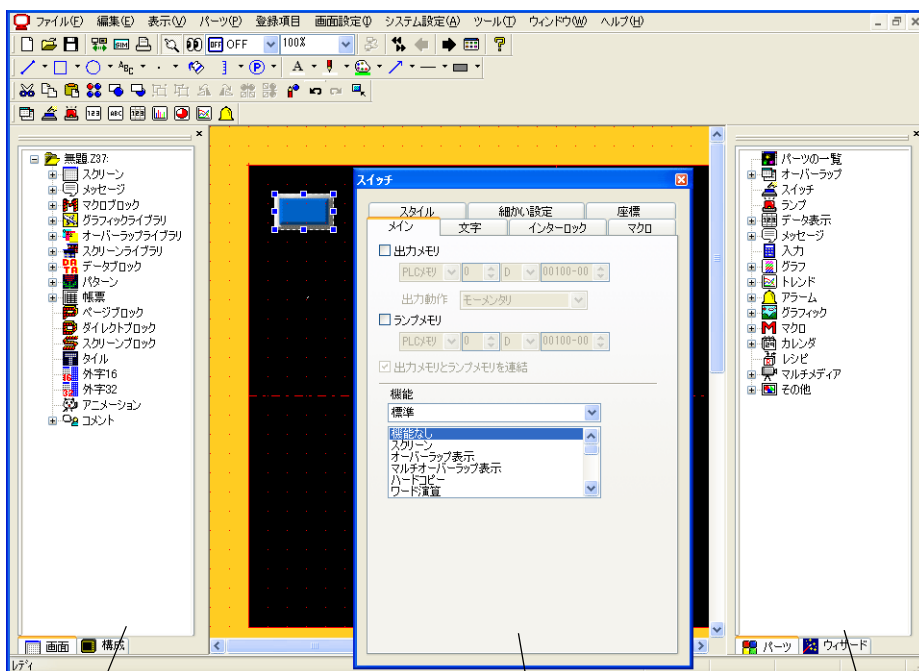 ファイル(F) 編集(E) 表示(V) パーツ(P) 登録項目 画面設定(I) システム設定(A) ツール(T) ウィンドウ(W) ヘルプ(H)
SIM OFF OFF 100%
ABC P A
123 ABC 123
無題.Z37:
スクリーン
メッセージ
マクロブロック
グラフィックライブラリ
オーバーラップライブラリ
スクリーンライブラリ
データブロック
パターン
帳票
ページブロック
ダイレクトブロック
スクリーンブロック
タイル
外字16
外字32
アニメーション
コメント
画面 構成
レディ
スイッチ
スタイル 細かい設定 座標
メイン 文字 インターロック マクロ
出力メモリ
PLCメモリ 0 D 00100-00
出力動作 モーメンタリ
ランプメモリ
PLCメモリ 0 D 00100-00
出力メモリとランプメモリを連結
機能
標準
機能なし
スクリーン
オーバーラップ表示
マルチオーバーラップ表示
ハードコピー
ワード演算
パーツの一覧
オーバーラップ
スイッチ
ランプ
データ表示
メッセージ
入力
グラフ
トレンド
アラーム
グラフィック
マクロ
カレンダ
レシピ
マルチメディア
その他
パーツ ウィザード